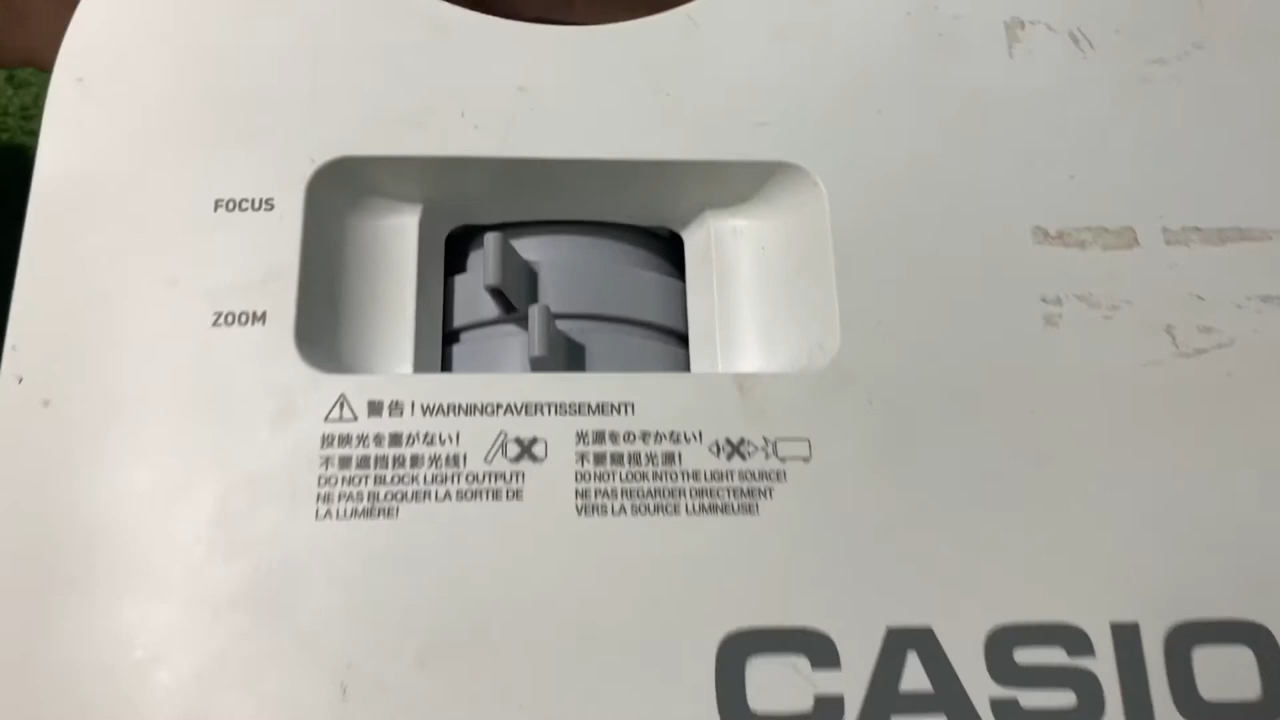 FOCUS
ZOOM
警告！WARNING!AVERTISSEMENT!
投映光を塞がない!
不要遮挡投影光线!
DO NOT BLOCK LIGHT OUTPUT!
NE PAS BLOQUER LA SORTIE DE
LA LUMIÈRE!
光源をのぞかない!
不要窥视光源!
DO NOT LOOK INTO THE LIGHT SOURCE!
NE PAS REGARDER DIRECTEMENT
VERS LA SOURCE LUMINEUSE!
CASIO